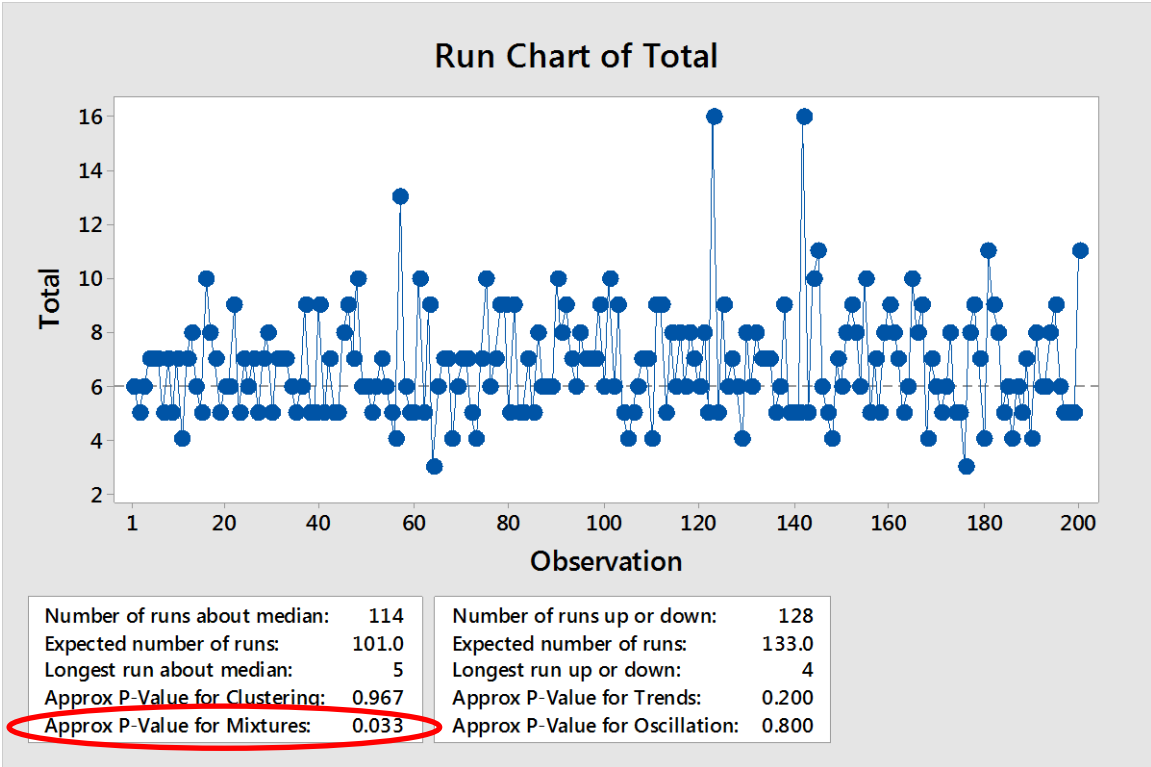 Run Chart of Total
16
14
12
10
8
6
4
2
Total
1 20 40 60 80 100 120 140 160 180 200
Observation
Number of runs about median: 114
Expected number of runs: 101.0
Longest run about median: 5
Approx P-Value for Clustering: 0.967
Approx P-Value for Mixtures: 0.033
Number of runs up or down: 128
Expected number of runs: 133.0
Longest run up or down: 4
Approx P-Value for Trends: 0.200
Approx P-Value for Oscillation: 0.800